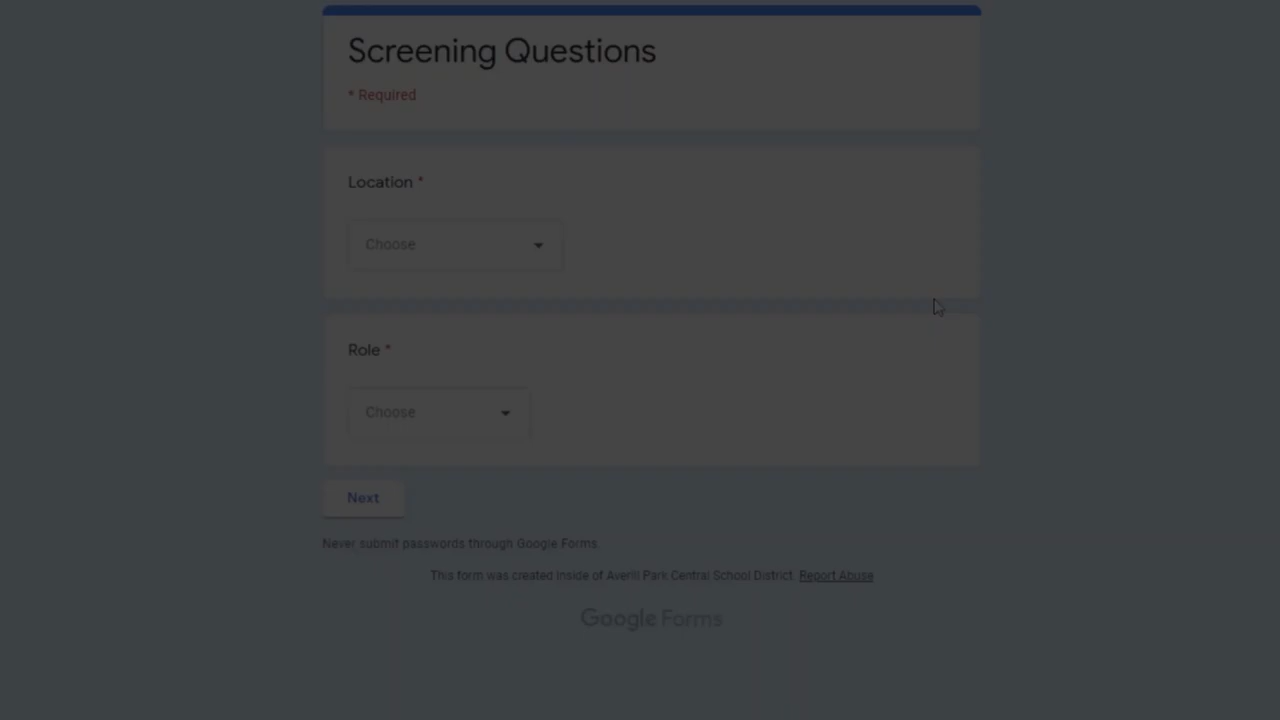 Screening Questions
* Required
Location *
Choose
Role *
Choose
Next
Never submit passwords through Google Forms.
This form was created inside of Averill Park Central School District. Report Abuse
Google Forms